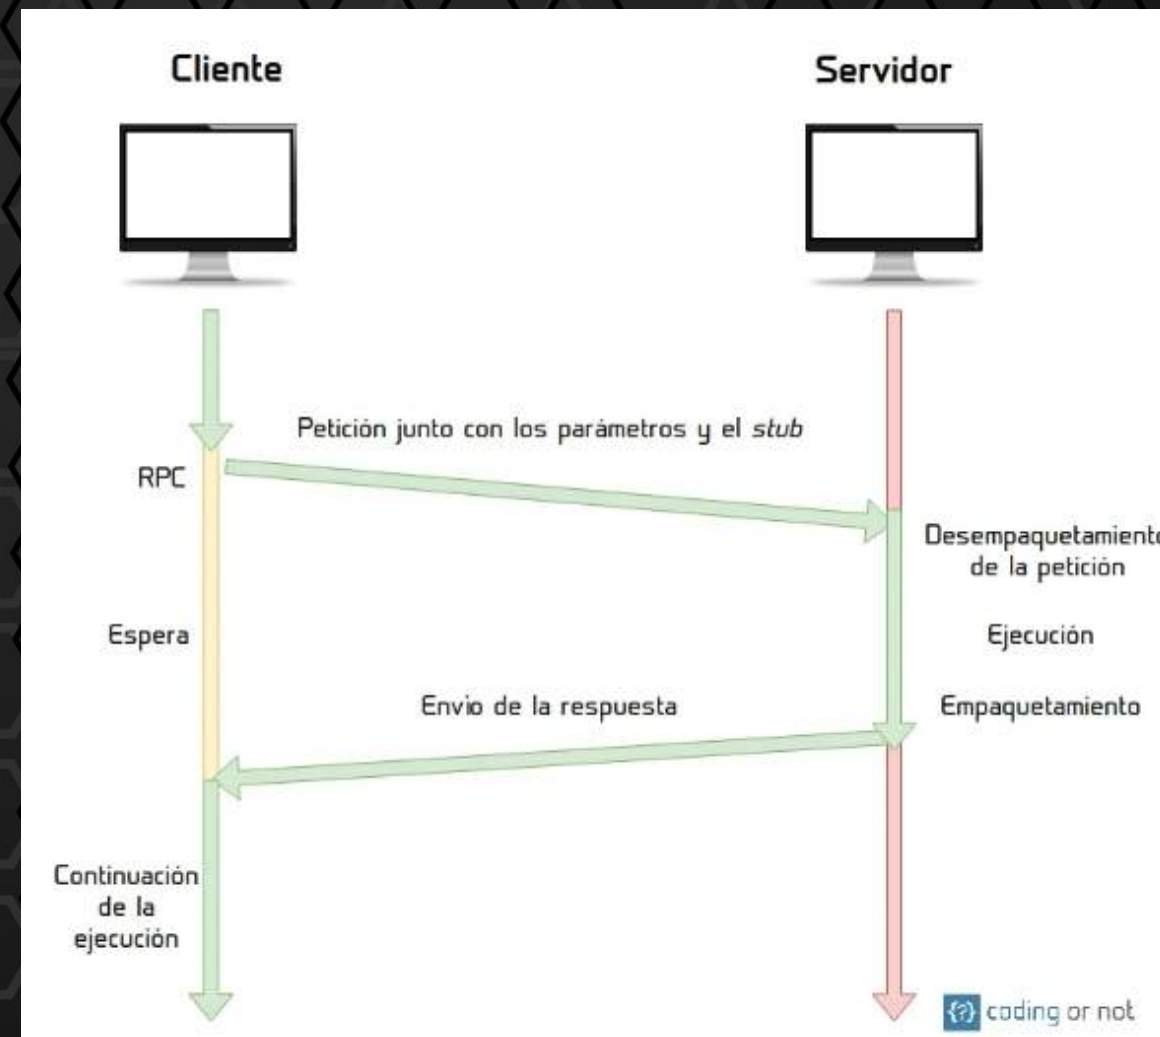 Cliente
Servidor
Petición junto con los parámetros y el stub
RPC
Desempaquetamiento
de la petición
Espera
Ejecución
Envío de la respuesta
Empaquetamiento
Continuación
de la
ejecución
{?} coding or not